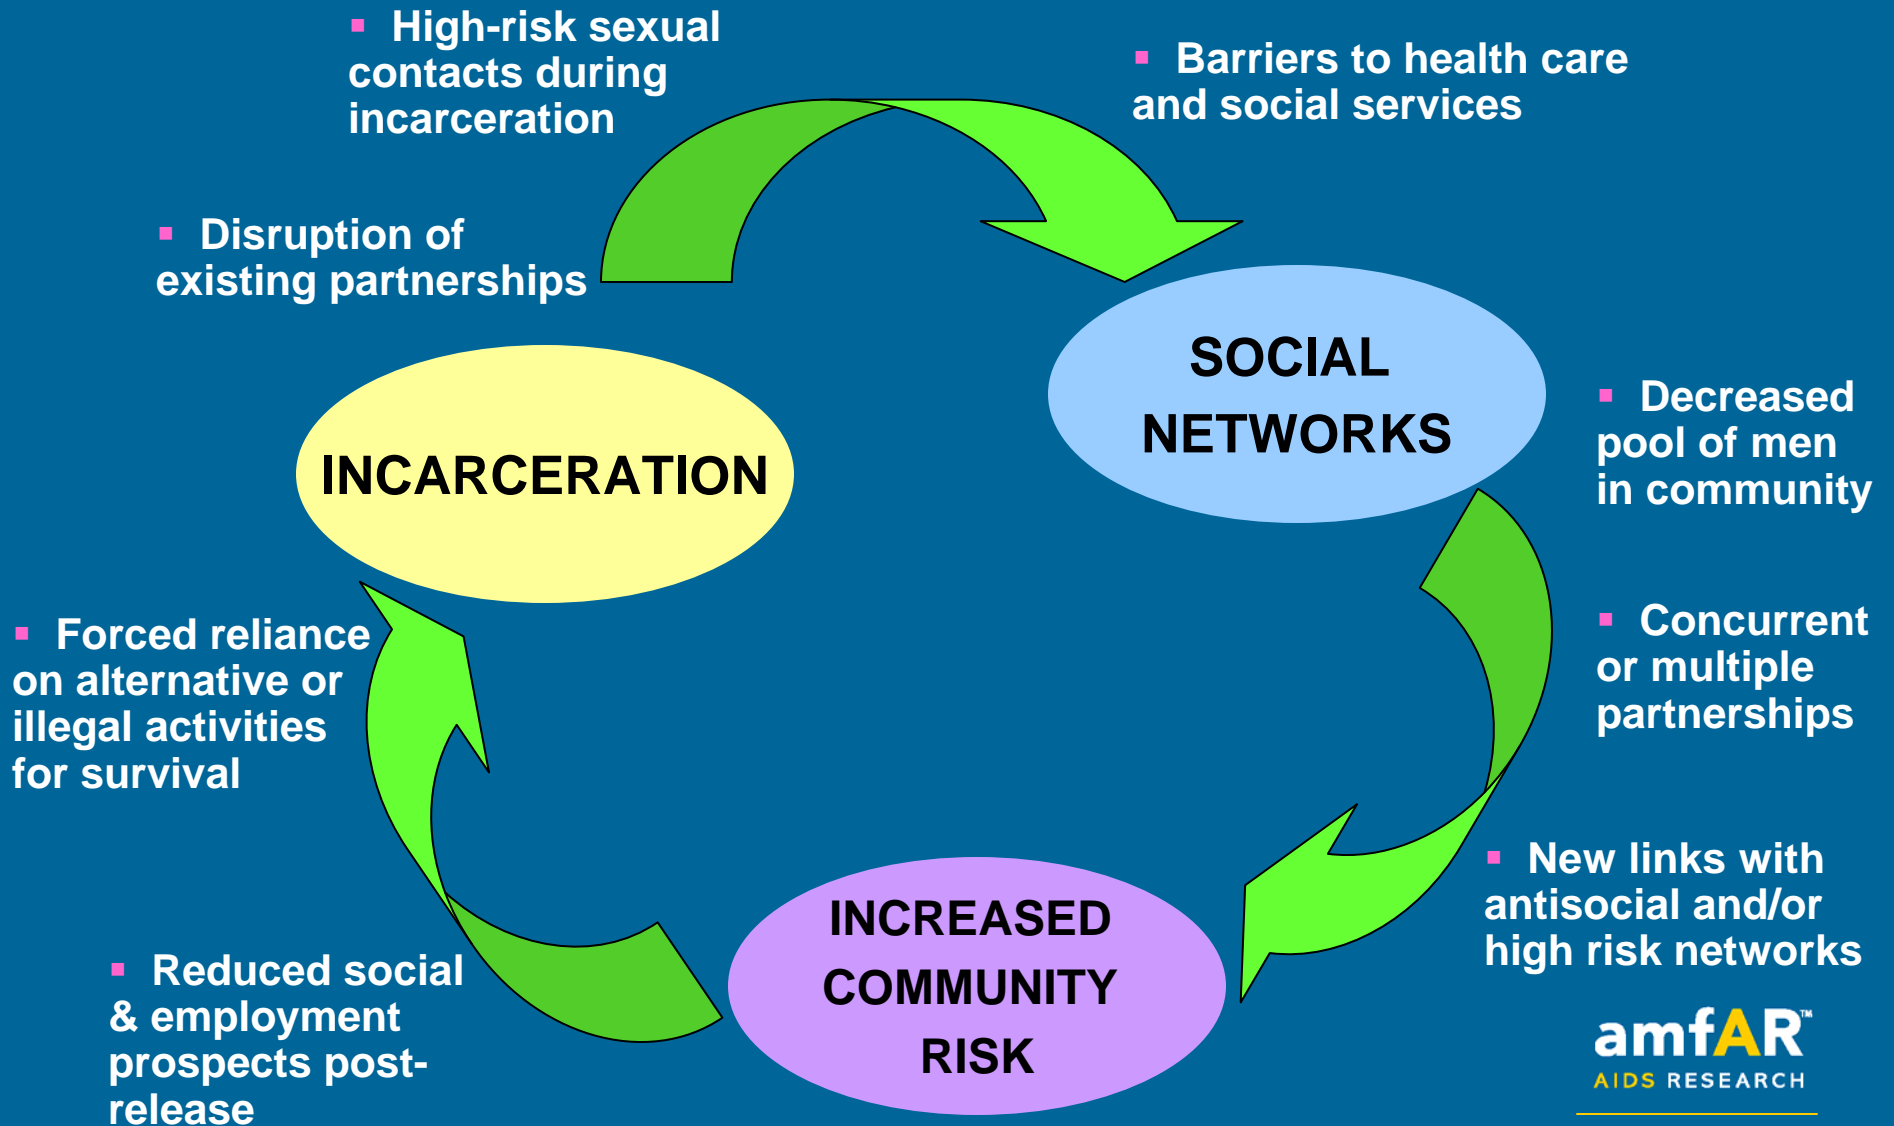 ▪ High-risk sexual
contacts during
incarceration
▪ Barriers to health care
and social services
▪ Disruption of
existing partnerships
SOCIAL
NETWORKS
INCARCERATION
▪ Decreased
pool of men
in community
▪ Concurrent
or multiple
partnerships
▪ Forced reliance
on alternative or
illegal activities
for survival
▪ New links with
antisocial and/or
high risk networks
INCREASED
COMMUNITY
RISK
▪ Reduced social
& employment
prospects post-
release
amfAR™
AIDS RESEARCH